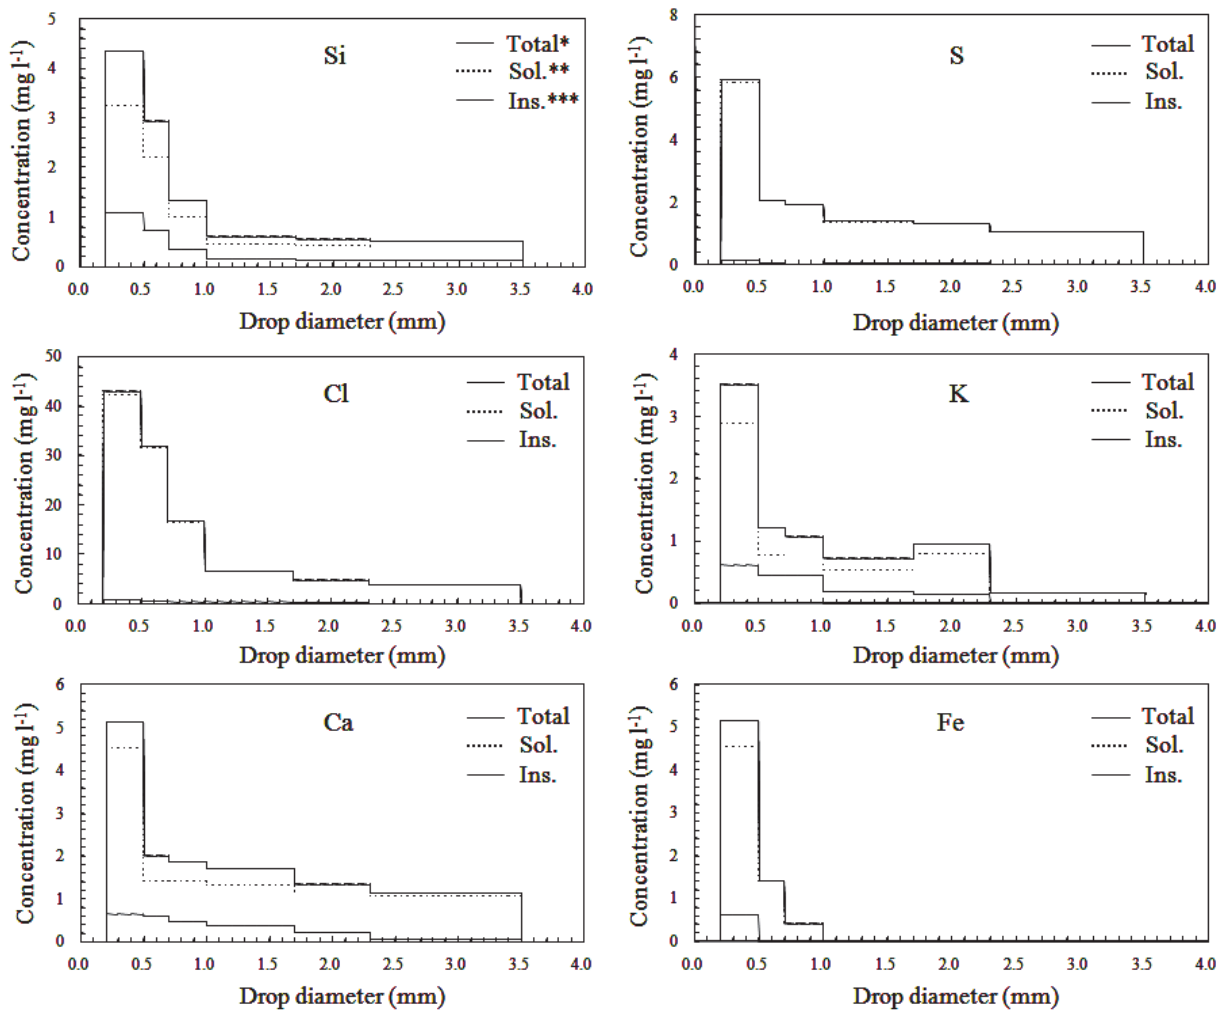 Si
Concentration (mg l-1)
Total*
Sol.**
Ins.***
5
4
3
2
1
0
0.0 0.5 1.0 1.5 2.0 2.5 3.0 3.5 4.0
Drop diameter (mm)
S
Concentration (mg l-1)
Total
Sol.
Ins.
8
6
4
2
0
0.0 0.5 1.0 1.5 2.0 2.5 3.0 3.5 4.0
Drop diameter (mm)
Cl
Concentration (mg l-1)
Total
Sol.
Ins.
50
40
30
20
10
0
0.0 0.5 1.0 1.5 2.0 2.5 3.0 3.5 4.0
Drop diameter (mm)
K
Concentration (mg l-1)
Total
Sol.
Ins.
4
3
2
1
0
0.0 0.5 1.0 1.5 2.0 2.5 3.0 3.5 4.0
Drop diameter (mm)
Ca
Concentration (mg l-1)
Total
Sol.
Ins.
6
5
4
3
2
1
0
0.0 0.5 1.0 1.5 2.0 2.5 3.0 3.5 4.0
Drop diameter (mm)
Fe
Concentration (mg l-1)
Total
Sol.
Ins.
6
5
4
3
2
1
0
0.0 0.5 1.0 1.5 2.0 2.5 3.0 3.5 4.0
Drop diameter (mm)